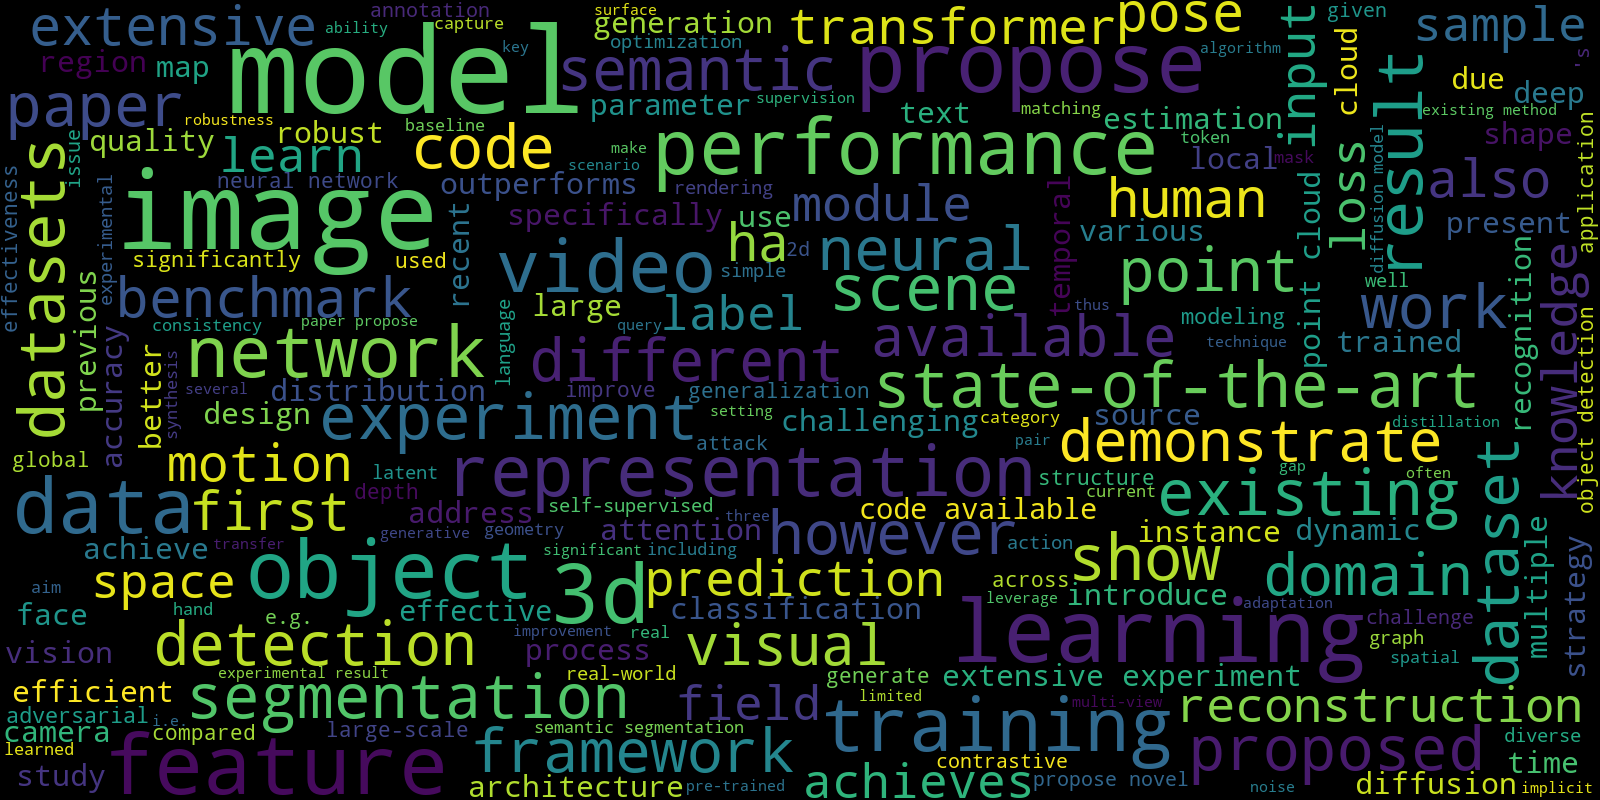 extensive
annotation
ability
capture
surface
generation
key
optimization
transformer
pose
algorithm
input
given
cloud
sample
's
region
map
model
semantic
propose
due
deep
paper
parameter
supervision
text
matching
estimation
token
existing method
shape
application
robustness
quality
robust
baseline
code
make
scenario
performance
local
mask
loss
result
also
datasets
issue
learn
neural network
outperforms
rendering
human
point cloud
diffusion model
present
effectiveness
experimental
image
specifically
use
module
temporal
various
significantly
used
recent
video
ha
2d
neural
simple
scene
point
well
recognition
knowledge
benchmark
large
label
thus
work
previous
consistency
paper propose
language
query
available
modeling
technique
trained
accuracy
better
synthesis
network
different
several
distribution
improve
generalization
state-of-the-art
object detection
design
experiment
setting
challenging
category
source
distillation
global
attack
pair
demonstrate
motion
latent
representation
structure
gap
often
dataset
data
first
depth
address
self-supervised
three
code available
current
existing
achieve
transfer
generative
geometry
attention
however
action
instance
dynamic
multiple
strategy
significant
including
show
aim
space
object
3d
prediction
across
leverage
introduce
domain
adaptation
face
hand
e.g.
effective
classification
challenge
detection
improvement
real
process
visual
learning
graph
spatial
vision
experimental result
real-world
generate
extensive experiment
efficient
segmentation
field
limited
multi-view
reconstruction
adversarial
i.e.
camera
compared
large-scale
semantic segmentation
training
diverse
learned
feature
framework
contrastive
proposed
time
study
architecture
pre-trained
achieves
propose novel
noise
diffusion
implicit